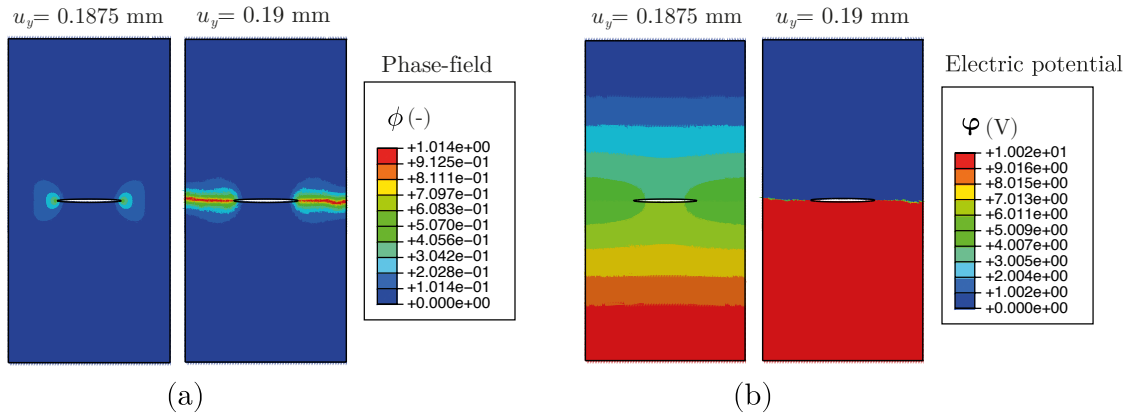 u_y= 0.1875 mm
u_y= 0.19 mm
Phase-field
ϕ (-)
+1.014e+00
+9.125e−01
+8.111e−01
+7.097e−01
+6.083e−01
+5.070e−01
+4.056e−01
+3.042e−01
+2.028e−01
+1.014e−01
+0.000e+00
(a)
u_y= 0.1875 mm
u_y= 0.19 mm
Electric potential
φ (V)
+1.002e+01
+9.016e+00
+8.015e+00
+7.013e+00
+6.011e+00
+5.009e+00
+4.007e+00
+3.005e+00
+2.004e+00
+1.002e+00
+0.000e+00
(b)